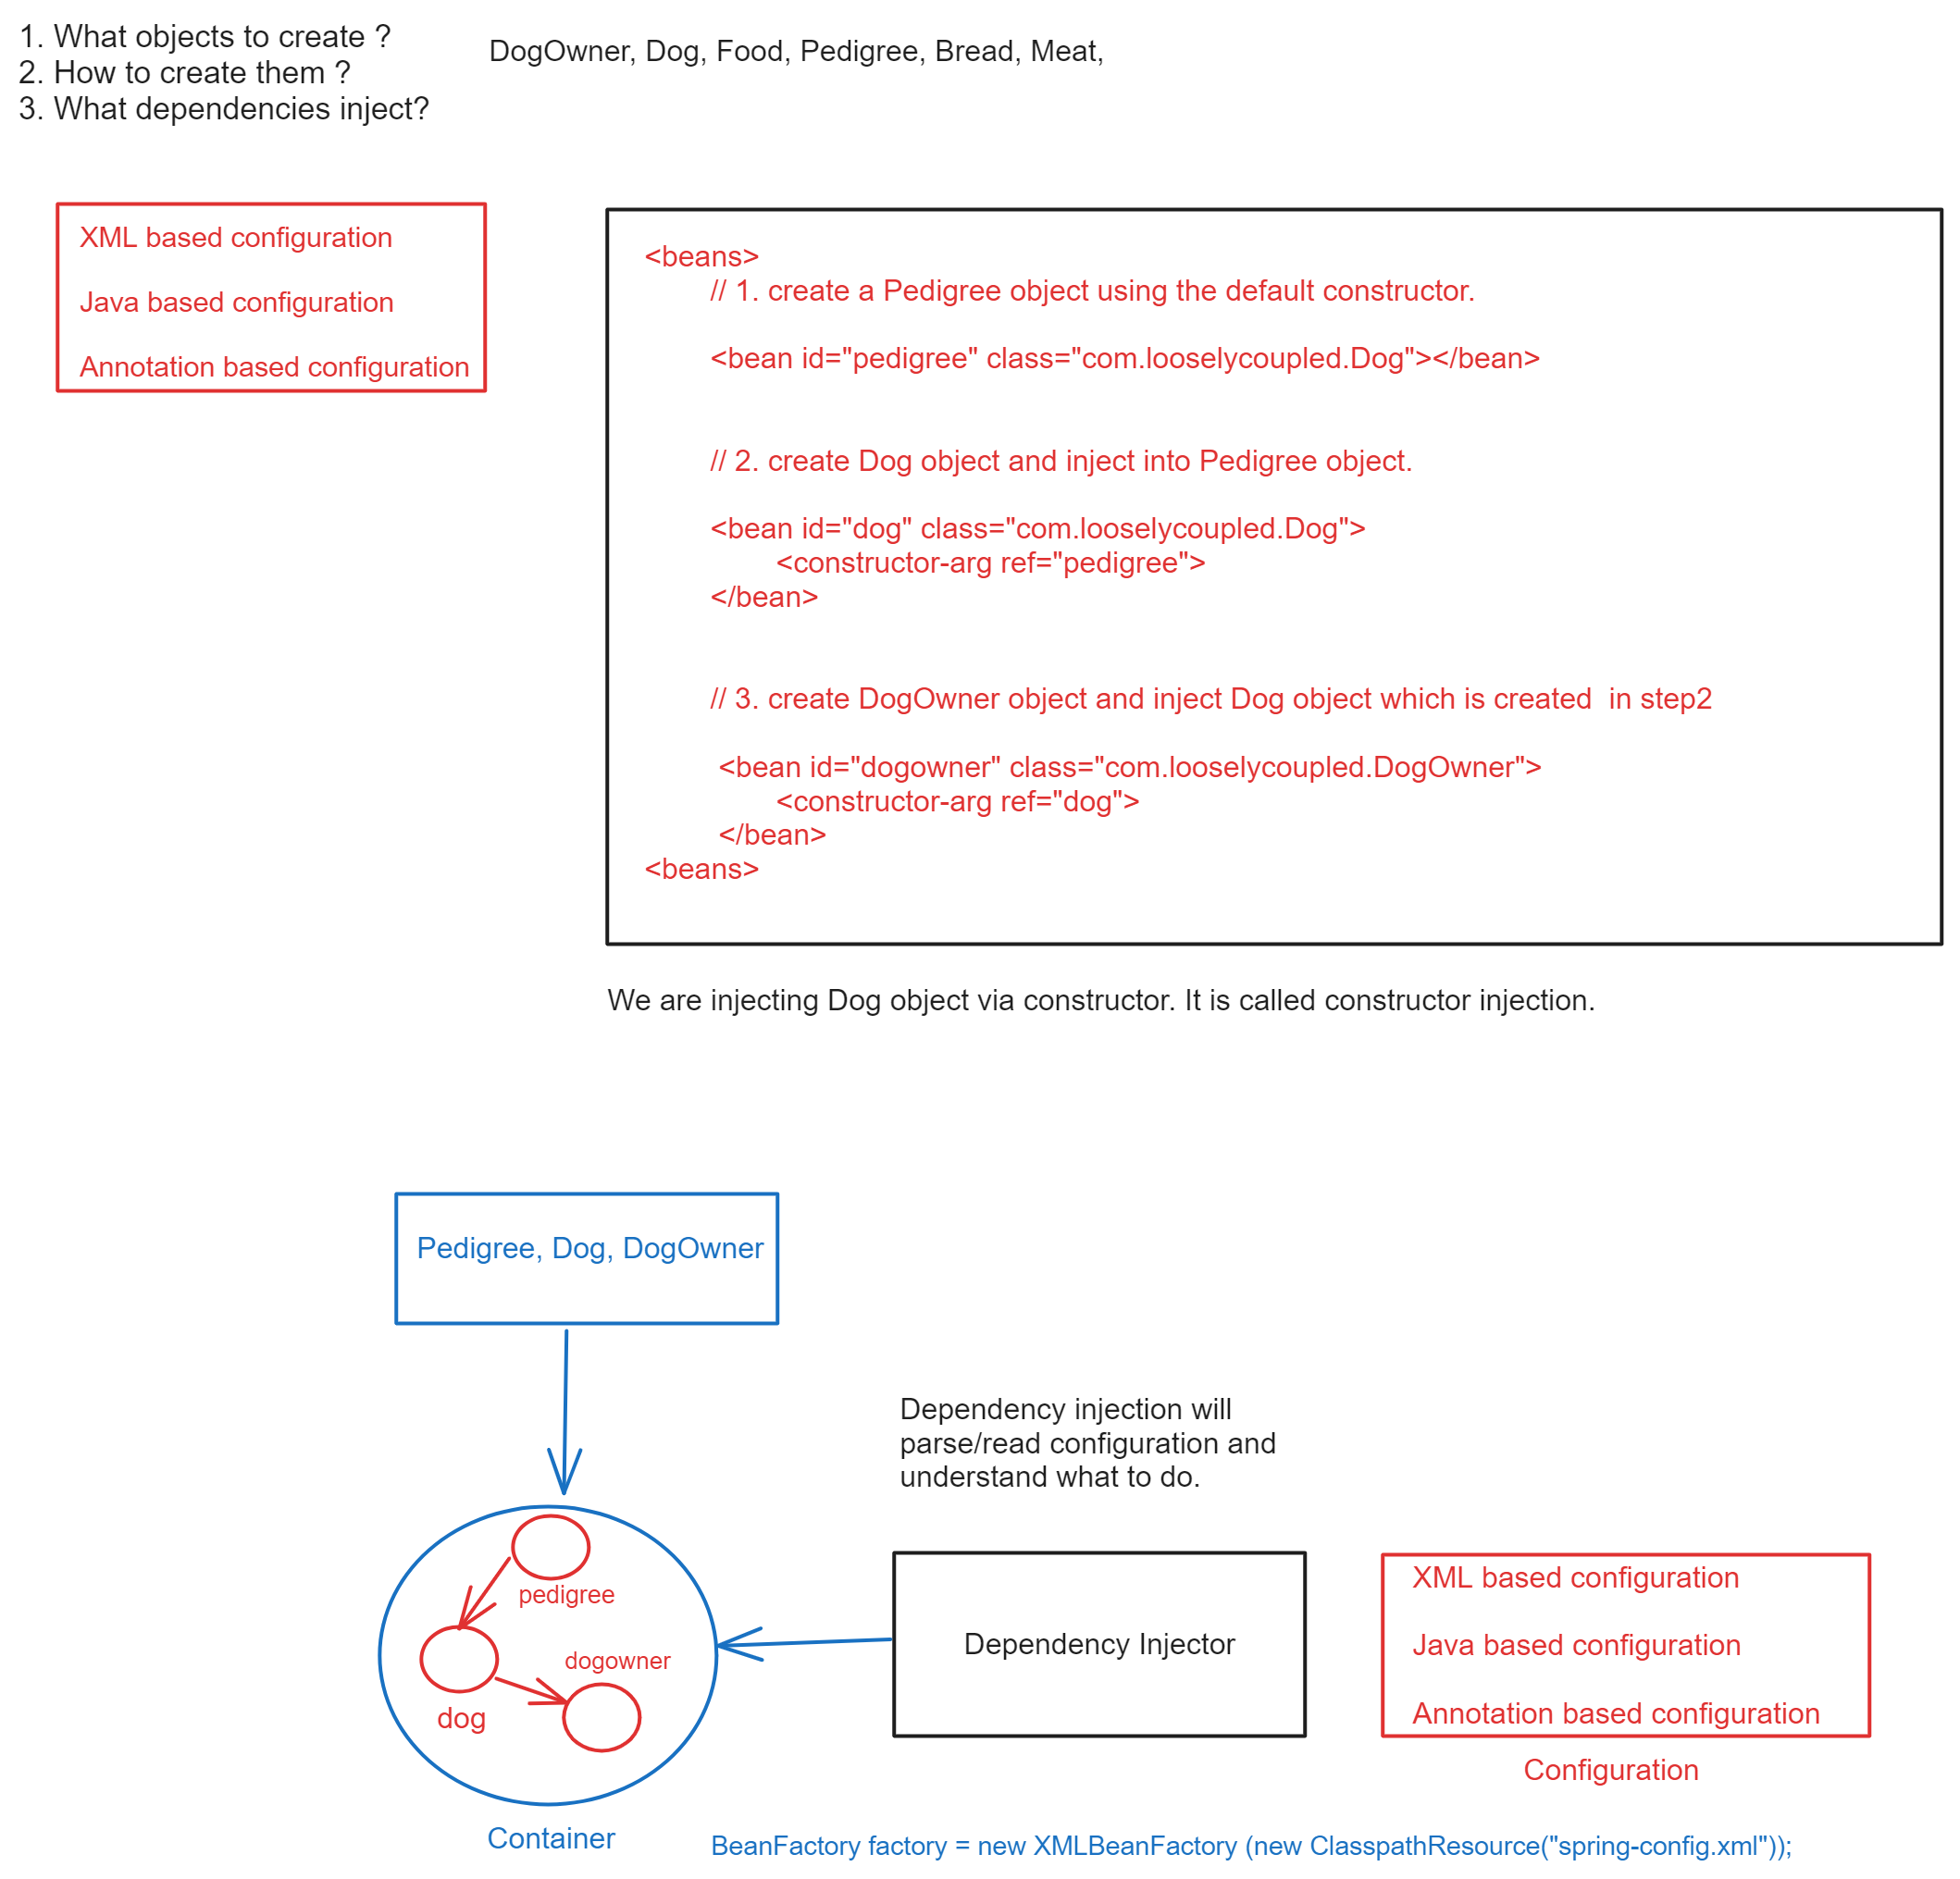 1. What objects to create ?
2. How to create them ?
3. What dependencies inject?
DogOwner, Dog, Food, Pedigree, Bread, Meat,
XML based configuration
Java based configuration
Annotation based configuration
<beans>
// 1. create a Pedigree object using the default constructor.
<bean id="pedigree" class="com.looselycoupled.Dog"></bean>
// 2. create Dog object and inject into Pedigree object.
<bean id="dog" class="com.looselycoupled.Dog">
<constructor-arg ref="pedigree">
</bean>
// 3. create DogOwner object and inject Dog object which is created  in step2
<bean id="dogowner" class="com.looselycoupled.DogOwner">
<constructor-arg ref="dog">
</bean>
<beans>
We are injecting Dog object via constructor. It is called constructor injection.
Pedigree, Dog, DogOwner
Dependency injection will
parse/read configuration and
understand what to do.
pedigree
dogowner
dog
Container
Dependency Injector
XML based configuration
Java based configuration
Annotation based configuration
Configuration
BeanFactory factory = new XMLBeanFactory (new ClasspathResource("spring-config.xml"));